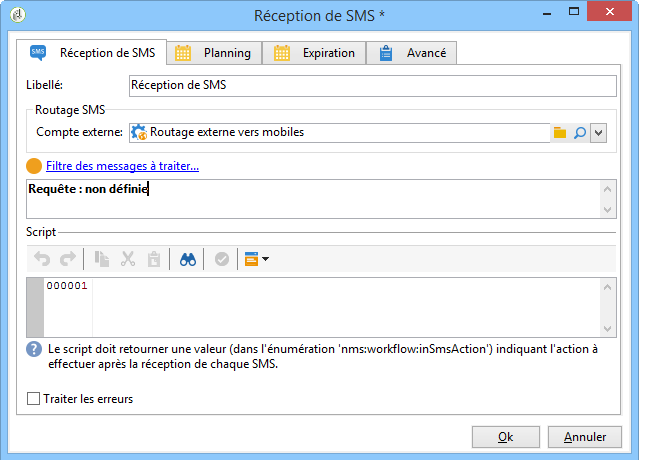 Réception de SMS *
Réception de SMS Planning Expiration Avancé
Libellé: Réception de SMS
Routage SMS
Compte externe: Routage externe vers mobiles
Filtre des messages à traiter...
Requête : non définie
Script
000001
Le script doit retourner une valeur (dans l'énumération 'nms:workflow:inSmsAction') indiquant l'action à
effectuer après la réception de chaque SMS.
Traiter les erreurs
Ok Annuler